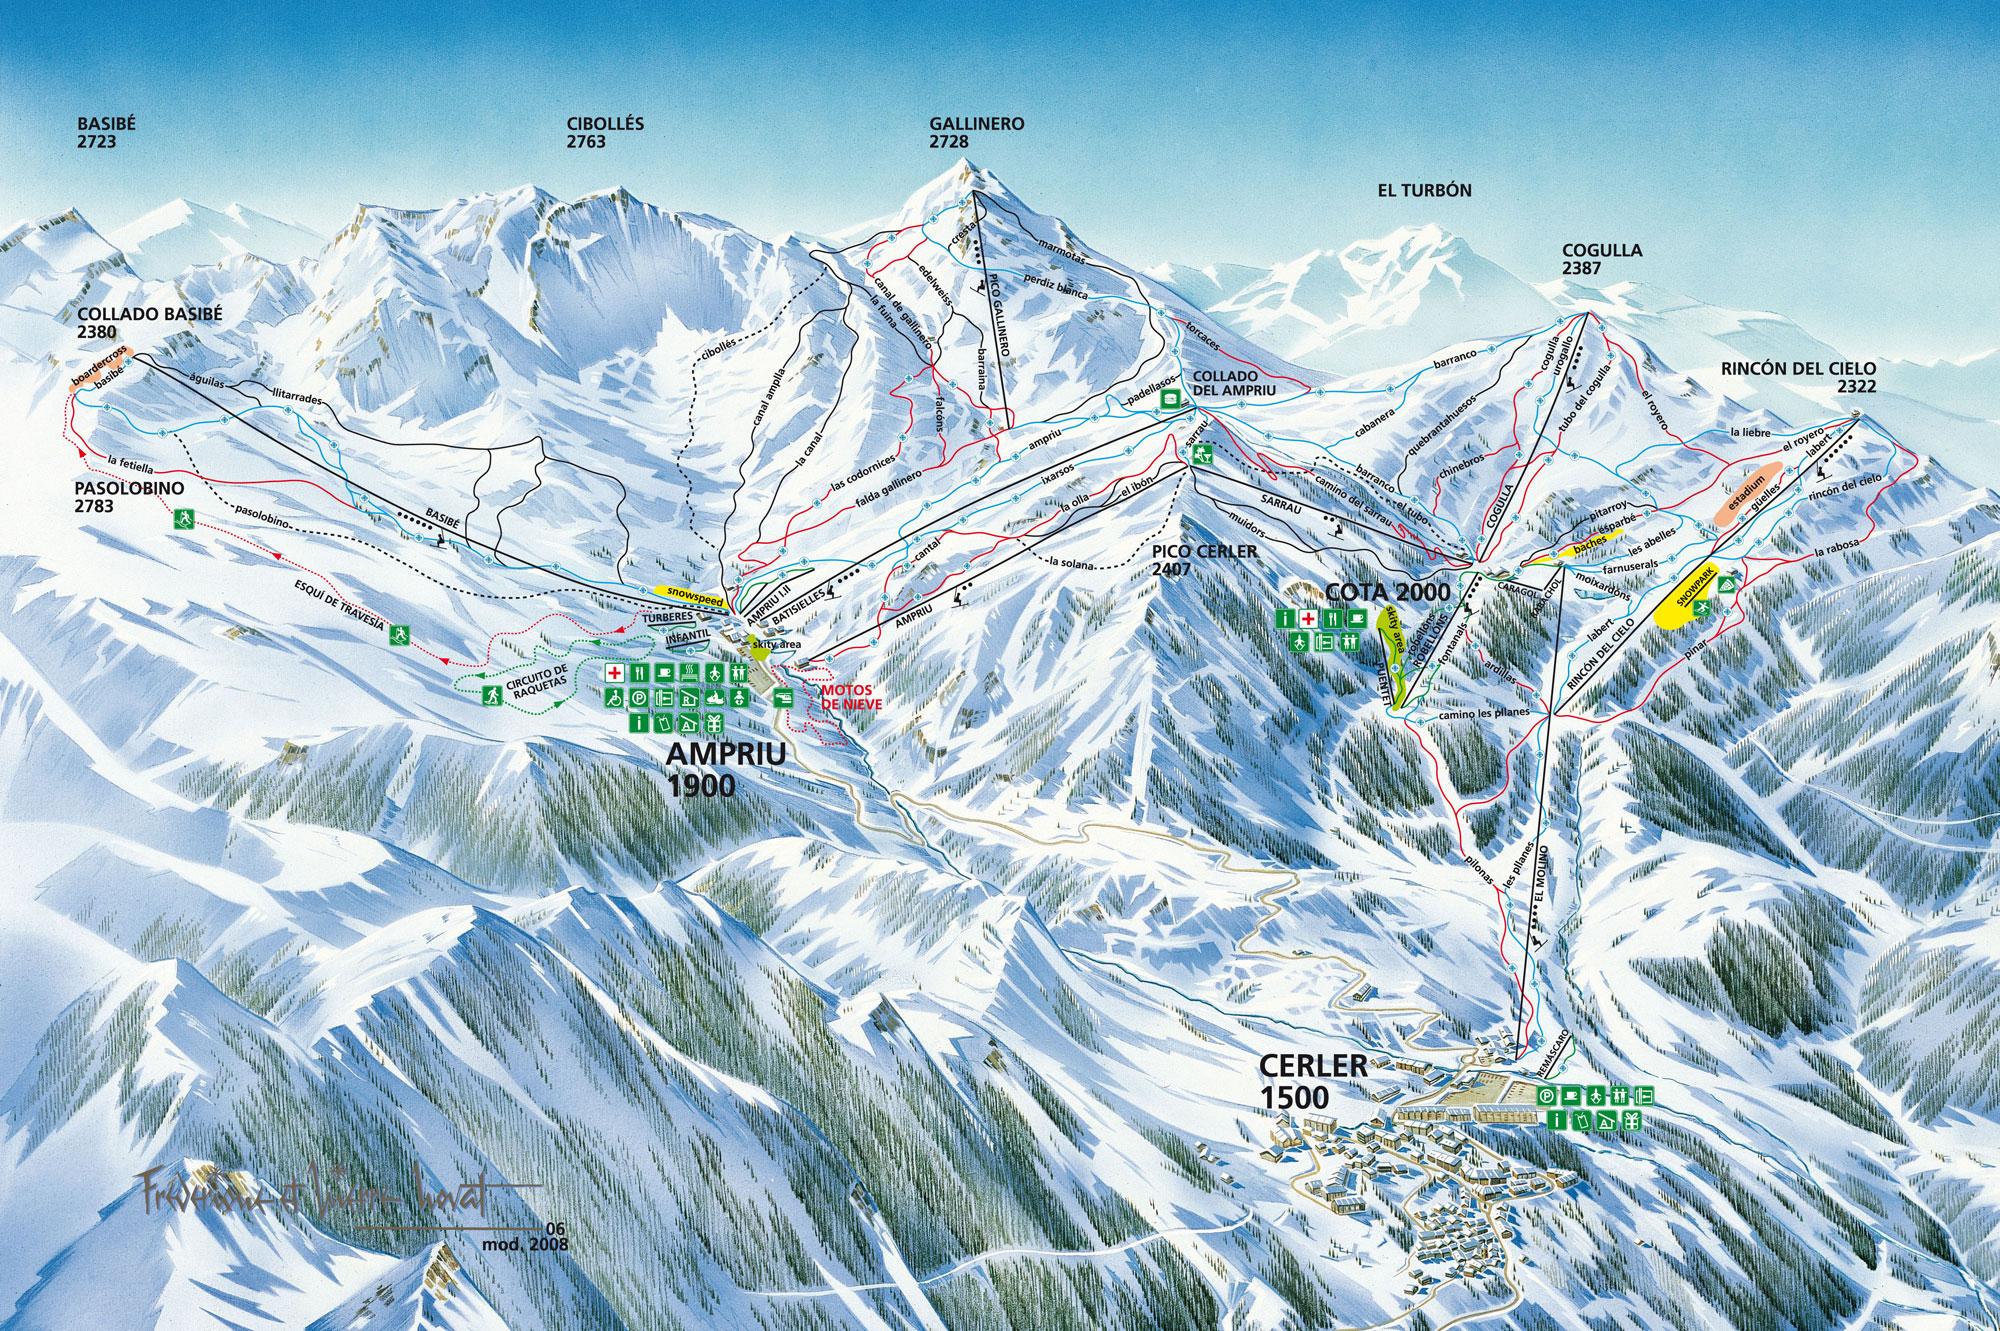 BASIBÉ
2723
CIBOLLÉS
2763
GALLINERO
2728
EL TURBÓN
COGULLA
2387
COLLADO BASIBÉ
2380
RINCÓN DEL CIELO
2322
COLLADO
DEL AMPRIU
PASOLOBINO
2783
PICO CERLER
2407
COTA 2000
AMPRIU
1900
CERLER
1500
boardercross
basibé
águilas
llitarrades
la fetiella
pasolobino
BASIBÉ
ESQUÍ DE TRAVESÍA
CIRCUITO DE
RAQUETAS
snowspeed
TURBERES
INFANTIL
AMPRIU I.II
BATISIELLES
skity area
MOTOS
DE NIEVE
cibollés
canal amplia
la canal
canal de gallinero
la fuina
edelweiss
cresta
marmotas
perdiz blanca
PICO GALLINERO
barraina
falcóns
las codornices
falda gallinero
ampriu
ixarsos
la olla
el ibón
cantal
AMPRIU
la solana
padellasos
torcaces
sarrau
SARRAU
muidors
camino del sarrau
barranco
el tubo
cabanera
quebrantahuesos
chinebros
barranco
cogulla
urogallo
tubo del cogulla
COGULLA
el royero
la liebre
el royero
labert
estadium
güelles
rincón del cielo
la rabosa
pitarroy
esparbé
baches
les abelles
farnuserals
moixardóns
CARAGOL
SNOWPARK
labert
RINCÓN DEL CIELO
pinar
skity area
robellóns
ROBELLÓNS
fontanals
ardillas
PUENTE
camino les pllanes
pilonas
les pllanes
EL MOLINO
REMÁSCARO
06
mod. 2008